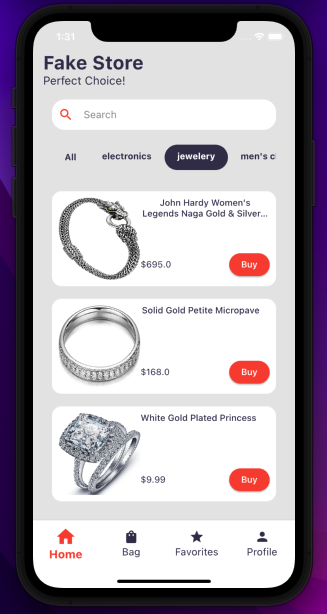 1:31
Fake Store
Perfect Choice!
Search
All electronics jewelery men's cl
John Hardy Women's
Legends Naga Gold & Silver...
$695.0 Buy
Solid Gold Petite Micropave
$168.0 Buy
White Gold Plated Princess
$9.99 Buy
Home Bag Favorites Profile